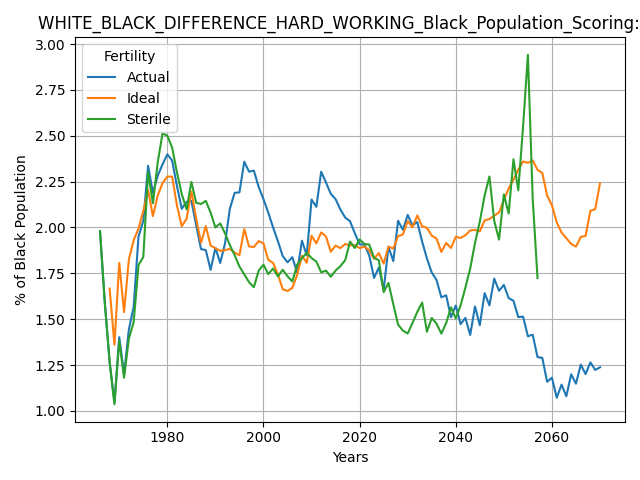 WHITE_BLACK_DIFFERENCE_HARD_WORKING_Black_Population_Scoring:
Fertility
Actual
Ideal
Sterile
% of Black Population
3.00
2.75
2.50
2.25
2.00
1.75
1.50
1.25
1.00
1980
2000
2020
2040
2060
Years